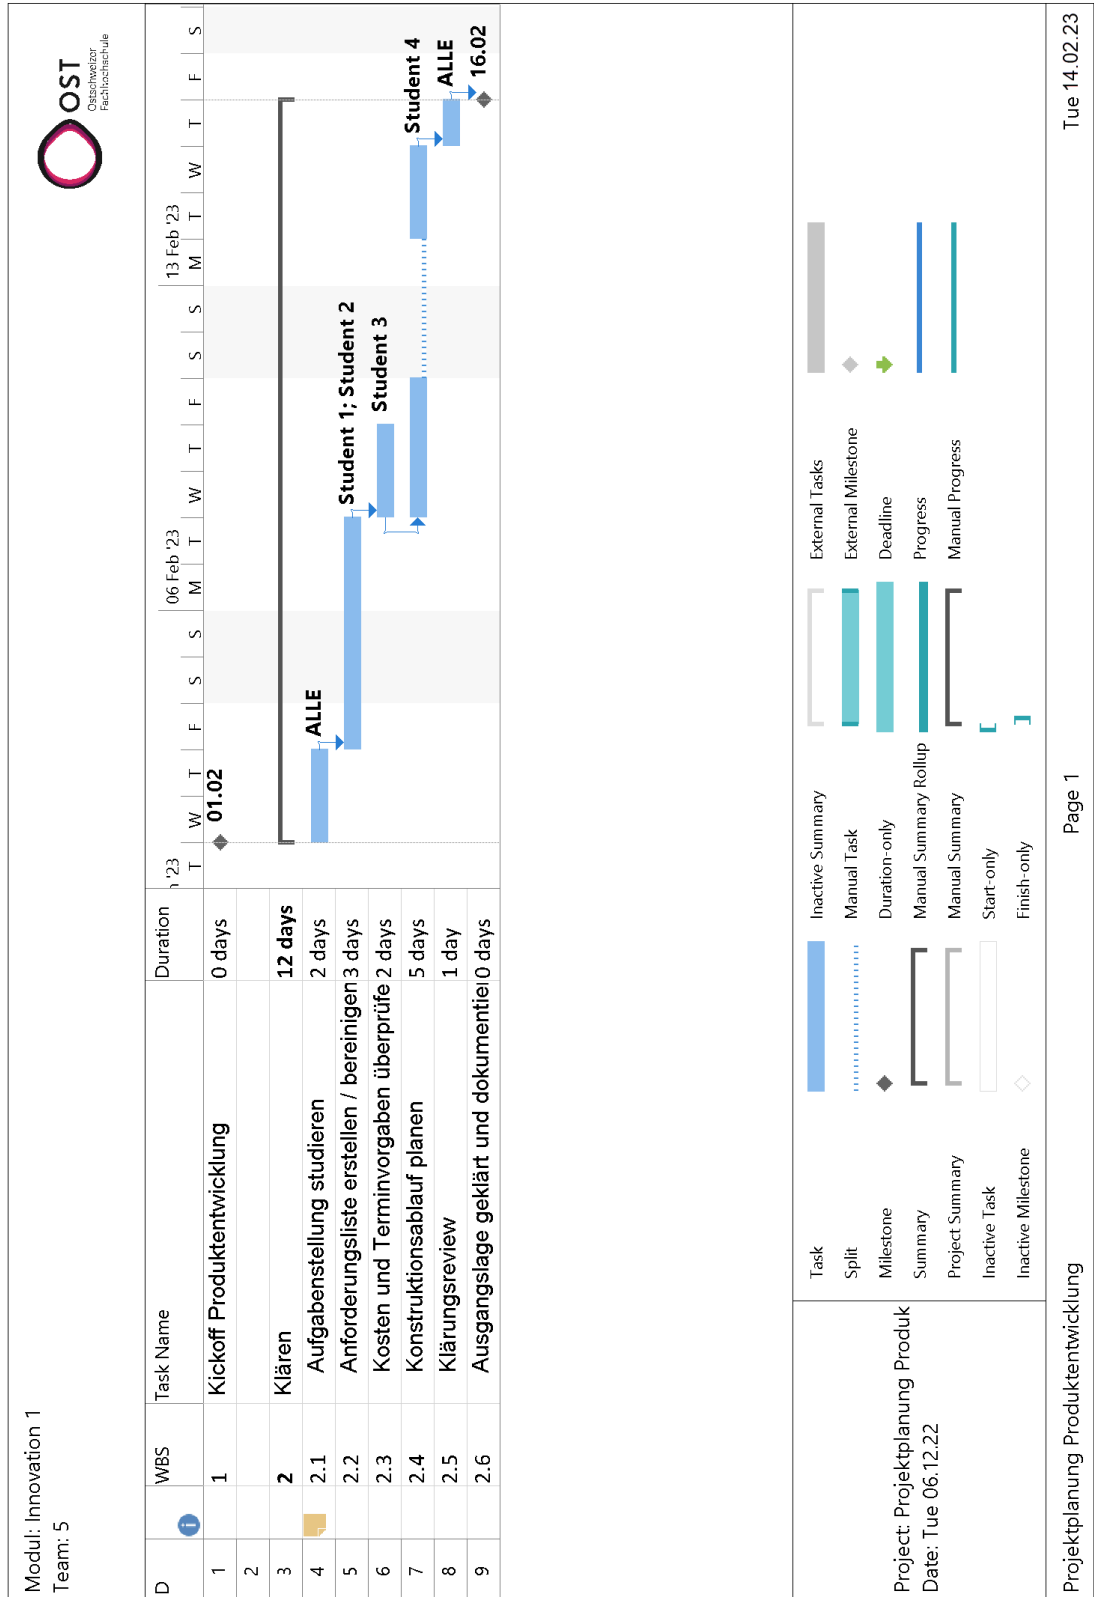 Modul: Innovation 1
Team: 5
OST
Ostschweizer
Fachhochschule
D WBS Task Name Duration
'23 06 Feb '23 13 Feb '23
T W T F S S M T W T F S S M T W T F S
1 1 Kickoff Produktentwicklung 0 days 01.02
2
3 2 Klären 12 days
4 2.1 Aufgabenstellung studieren 2 days ALLE
5 2.2 Anforderungsliste erstellen / bereinigen 3 days Student 1; Student 2
6 2.3 Kosten und Terminvorgaben überprüfe 2 days Student 3
7 2.4 Konstruktionsablauf planen 5 days Student 4
8 2.5 Klärungsreview 1 day ALLE
9 2.6 Ausgangslage geklärt und dokumentier 0 days 16.02
Project: Projektplanung Produk
Date: Tue 06.12.22
Task Inactive Summary External Tasks
Split Manual Task External Milestone
Milestone Duration-only Deadline
Summary Manual Summary Rollup Progress
Project Summary Manual Summary Manual Progress
Inactive Task Start-only
Inactive Milestone Finish-only
Projektplanung Produktentwicklung Page 1 Tue 14.02.23